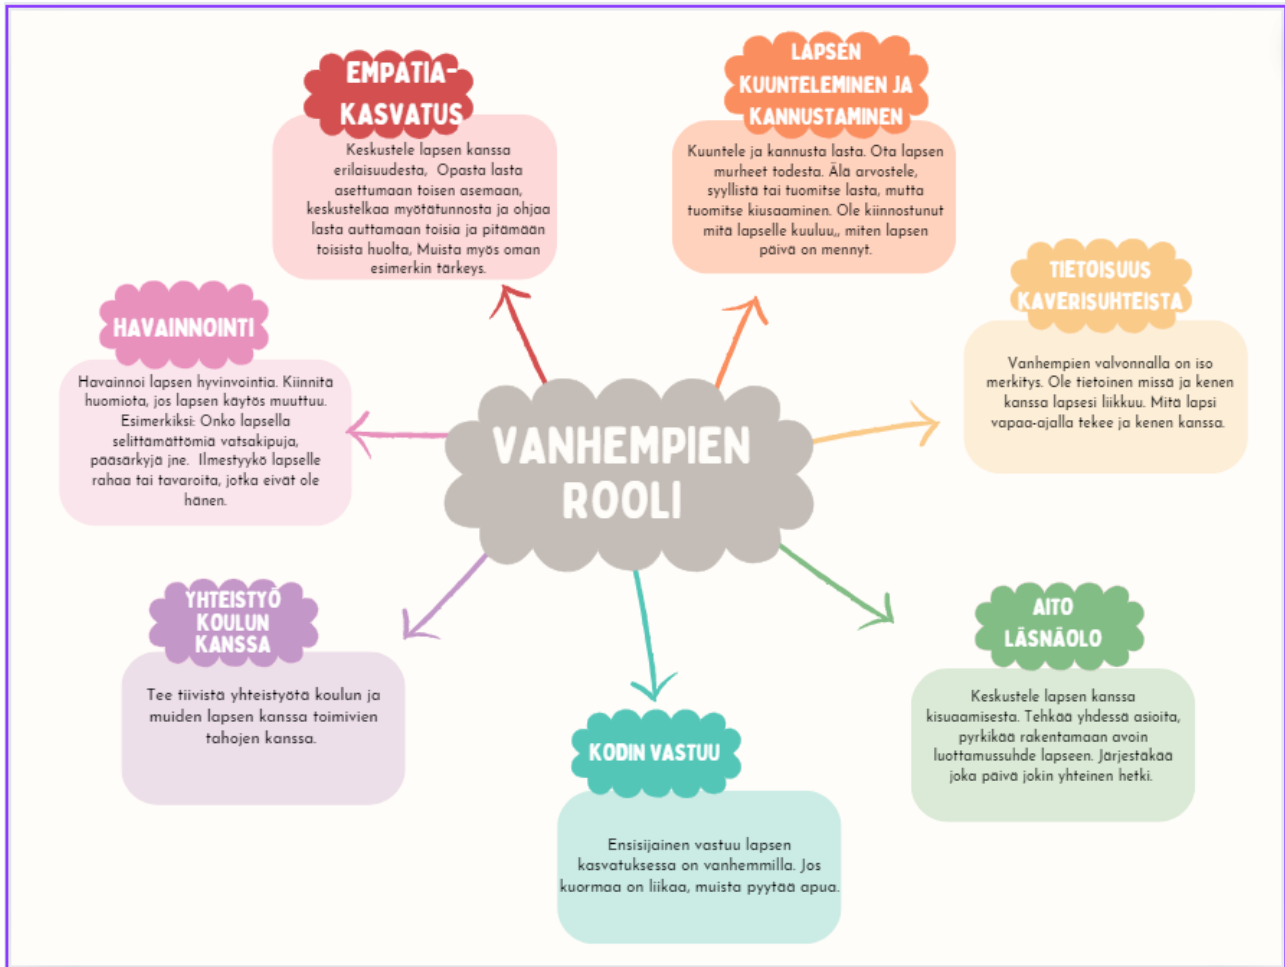 EMPATIA-
KASVATUS
Keskustele lapsen kanssa
erilaisuudesta, Opasta lasta
asettumaan toisen asemaan,
keskustelkaa myötätunnosta ja ohjaa
lasta auttamaan toisia ja pitämään
toisista huolta, Muista myös oman
esimerkin tärkeys.
LAPSEN
KUUNTELEMINEN JA
KANNUSTAMINEN
Kuuntele ja kannusta lasta. Ota lapsen
murheet todesta. Älä arvostele,
syyllistä tai tuomitse lasta, mutta
tuomitse kiusaaminen. Ole kiinnostunut
mitä lapselle kuuluu,, miten lapsen
päivä on mennyt.
TIETOISUUS
KAVERISUHTEISTA
Vanhempien valvonnalla on iso
merkitys. Ole tietoinen missä ja kenen
kanssa lapsesi liikkuu. Mitä lapsi
vapaa-ajalla tekee ja kenen kanssa.
HAVAINNOINTI
Havainnoi lapsen hyvinvointia. Kiinnitä
huomiota, jos lapsen käytös muuttuu.
Esimerkiksi: Onko lapsella
selittämättömiä vatsakipuja,
pääsärkyjä jne. Ilmestyykö lapselle
rahaa tai tavaroita, jotka eivät ole
hänen.
VANHEMPIEN
ROOLI
YHTEISTYÖ
KOULUN
KANSSA
Tee tiivistä yhteistyötä koulun ja
muiden lapsen kanssa toimivien
tahojen kanssa.
KODIN VASTUU
Ensisijainen vastuu lapsen
kasvatuksessa on vanhemmilla. Jos
kuormaa on liikaa, muista pyytää apua.
AITO
LÄSNÄOLO
Keskustele lapsen kanssa
kisuaamisesta. Tehkää yhdessä asioita,
pyrkikää rakentamaan avoin
luottamussuhde lapseen. Järjestäkää
joka päivä jokin yhteinen hetki.